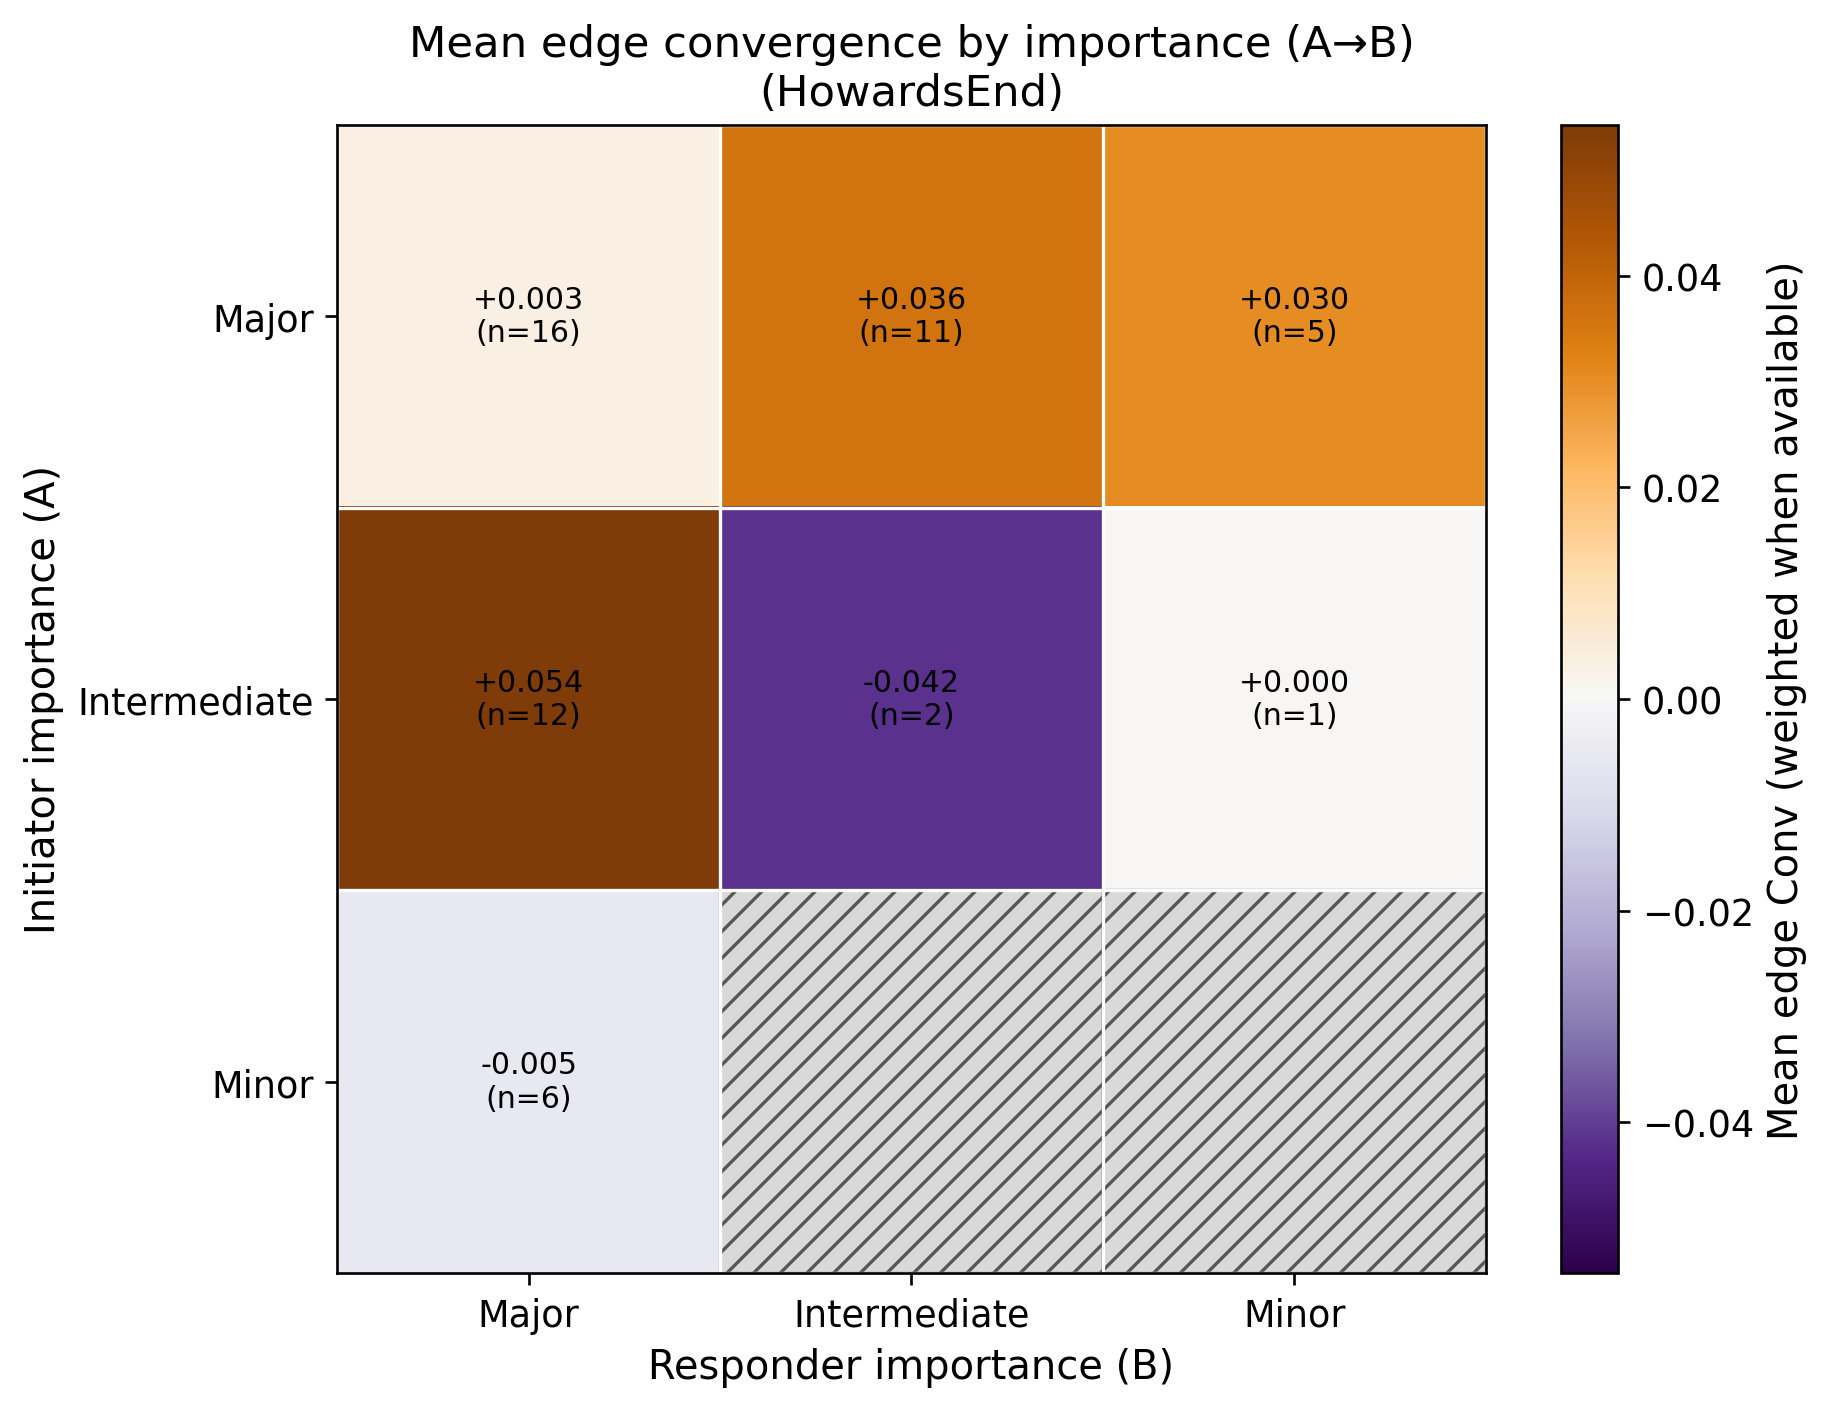 Mean edge convergence by importance (A→B)
(HowardsEnd)
Initiator importance (A)
Major
Intermediate
Minor
+0.003
(n=16)
+0.036
(n=11)
+0.030
(n=5)
+0.054
(n=12)
-0.042
(n=2)
+0.000
(n=1)
-0.005
(n=6)
Major
Intermediate
Minor
Responder importance (B)
0.04
0.02
0.00
−0.02
−0.04
Mean edge Conv (weighted when available)